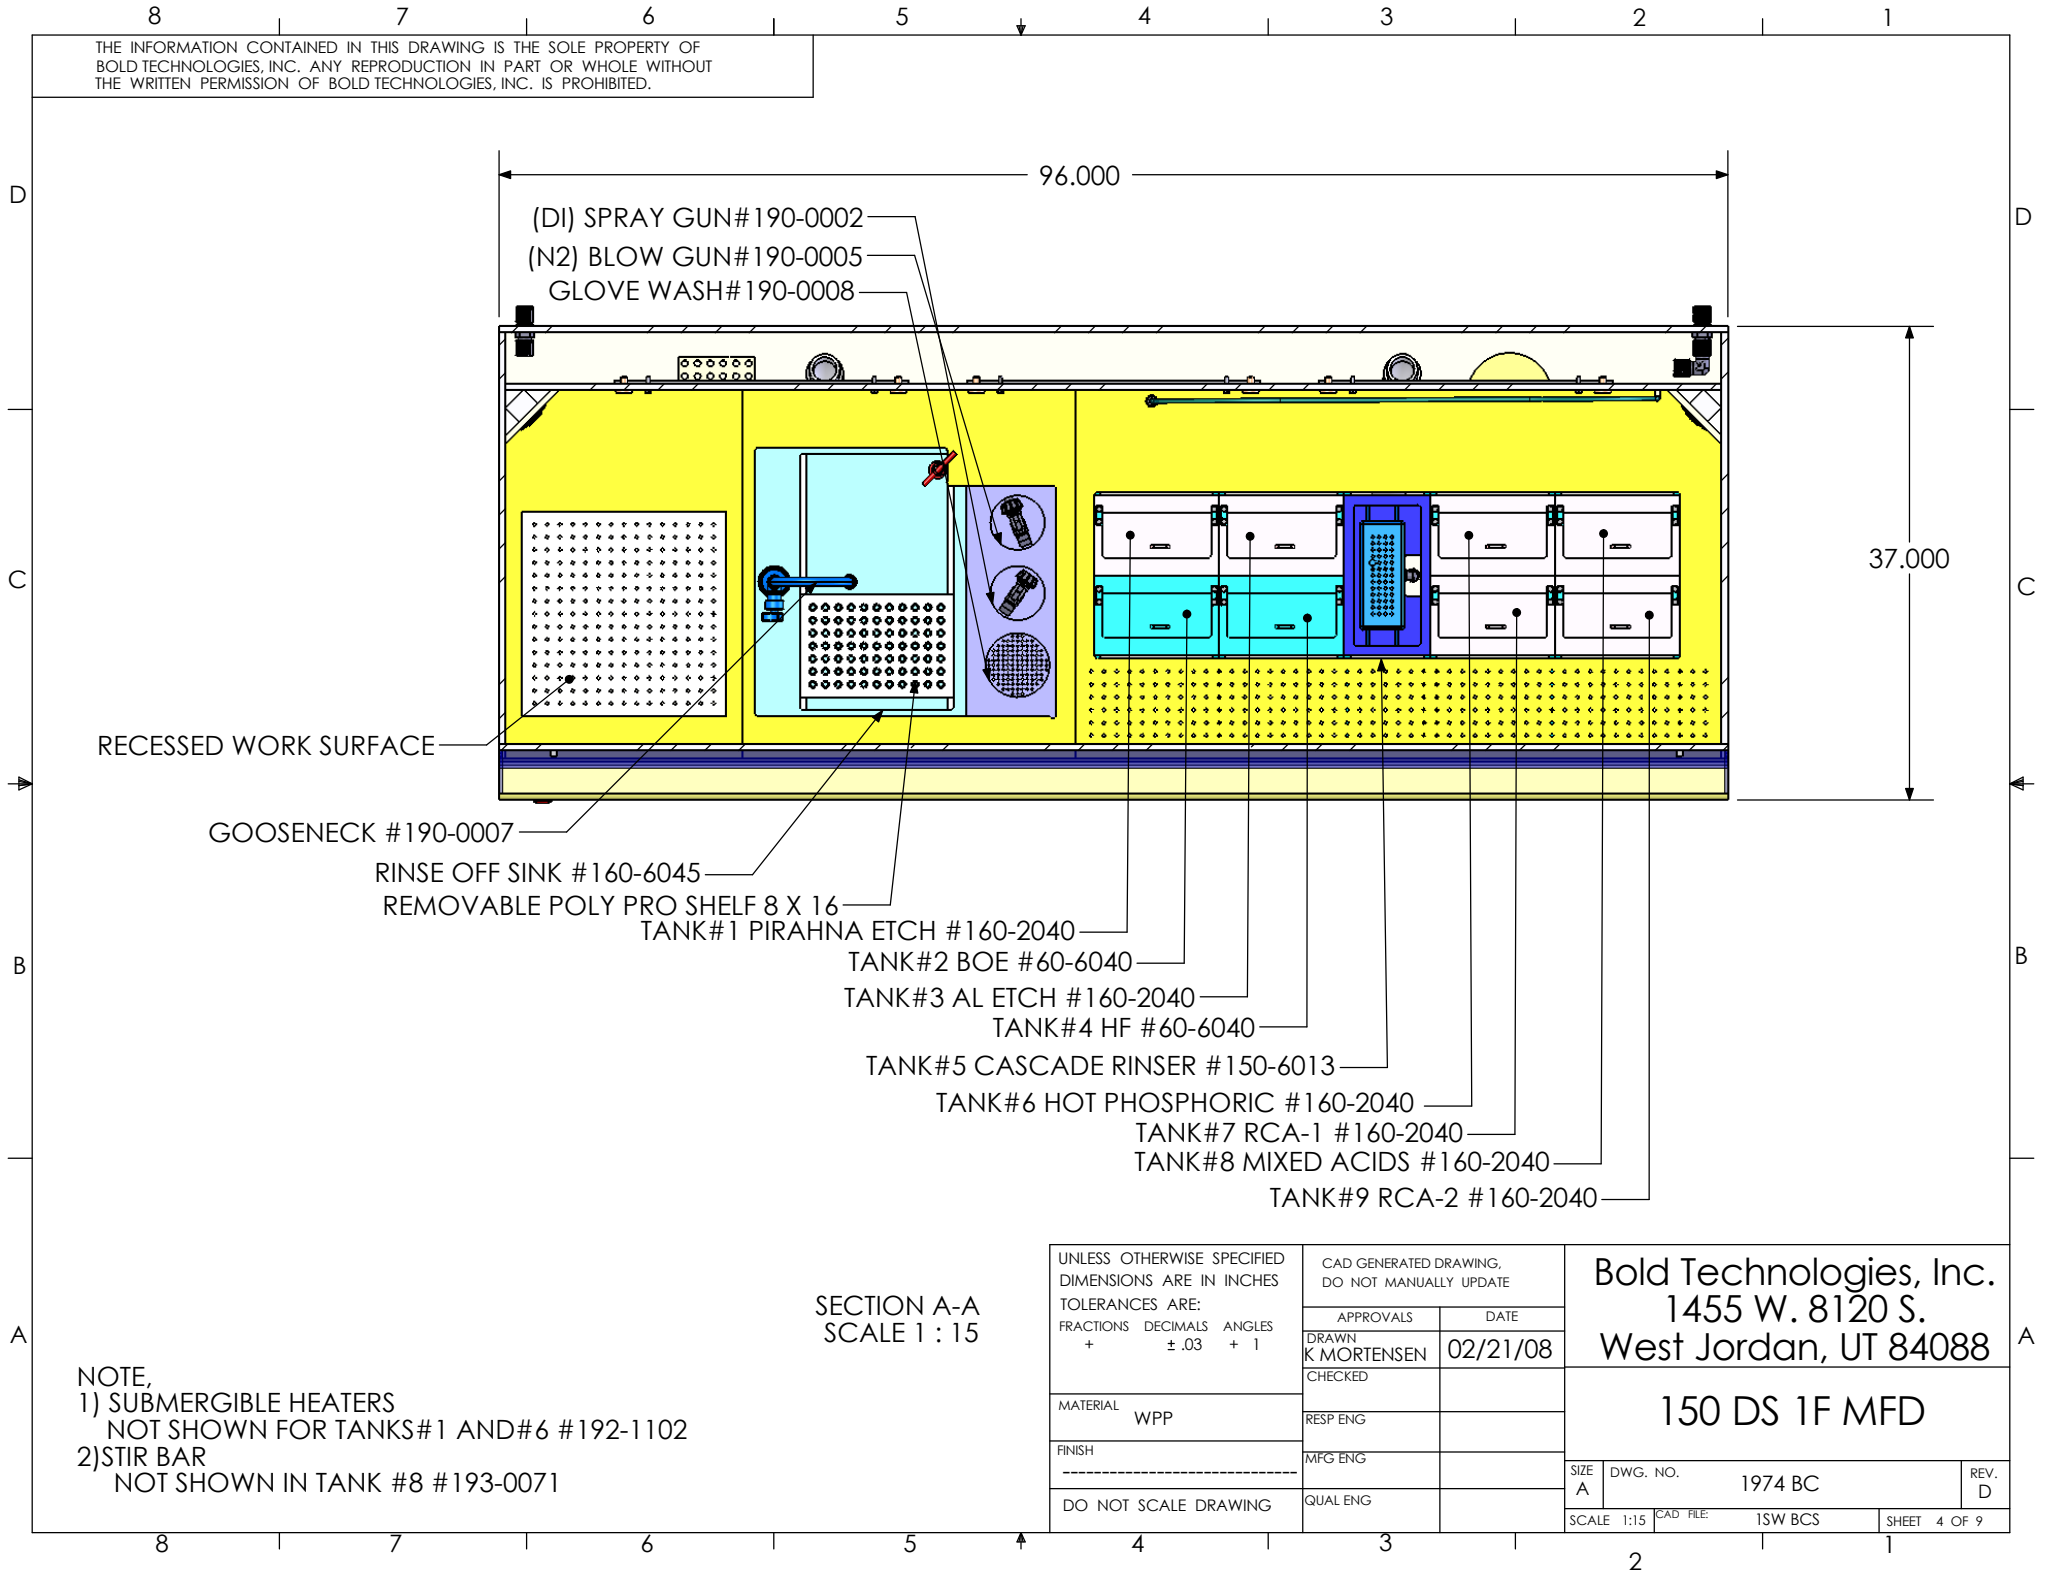 8 7 6 5 4 3 2 1
THE INFORMATION CONTAINED IN THIS DRAWING IS THE SOLE PROPERTY OF
BOLD TECHNOLOGIES, INC. ANY REPRODUCTION IN PART OR WHOLE WITHOUT
THE WRITTEN PERMISSION OF BOLD TECHNOLOGIES, INC. IS PROHIBITED.
96.000
D D
(DI) SPRAY GUN#190-0002
(N2) BLOW GUN#190-0005
GLOVE WASH#190-0008
37.000
C C
RECESSED WORK SURFACE
GOOSENECK #190-0007
RINSE OFF SINK #160-6045
REMOVABLE POLY PRO SHELF 8 X 16
TANK#1 PIRAHNA ETCH #160-2040
TANK#2 BOE #60-6040
B B
TANK#3 AL ETCH #160-2040
TANK#4 HF #60-6040
TANK#5 CASCADE RINSER #150-6013
TANK#6 HOT PHOSPHORIC #160-2040
TANK#7 RCA-1 #160-2040
TANK#8 MIXED ACIDS #160-2040
TANK#9 RCA-2 #160-2040
SECTION A-A
SCALE 1 : 15
A A
NOTE,
1) SUBMERGIBLE HEATERS
NOT SHOWN FOR TANKS#1 AND#6 #192-1102
2)STIR BAR
NOT SHOWN IN TANK #8 #193-0071
UNLESS OTHERWISE SPECIFIED
DIMENSIONS ARE IN INCHES
TOLERANCES ARE:
FRACTIONS DECIMALS ANGLES
+ ± .03 + 1
MATERIAL
WPP
FINISH
------------------------------
DO NOT SCALE DRAWING
CAD GENERATED DRAWING,
DO NOT MANUALLY UPDATE
APPROVALS DATE
DRAWN
K MORTENSEN 02/21/08
CHECKED
RESP ENG
MFG ENG
QUAL ENG
Bold Technologies, Inc.
1455 W. 8120 S.
West Jordan, UT 84088
150 DS 1F MFD
SIZE
A
DWG. NO.
1974 BC
REV.
D
SCALE 1:15
CAD FILE:
1SW BCS
SHEET 4 OF 9
8 7 6 5 4 3 2 1